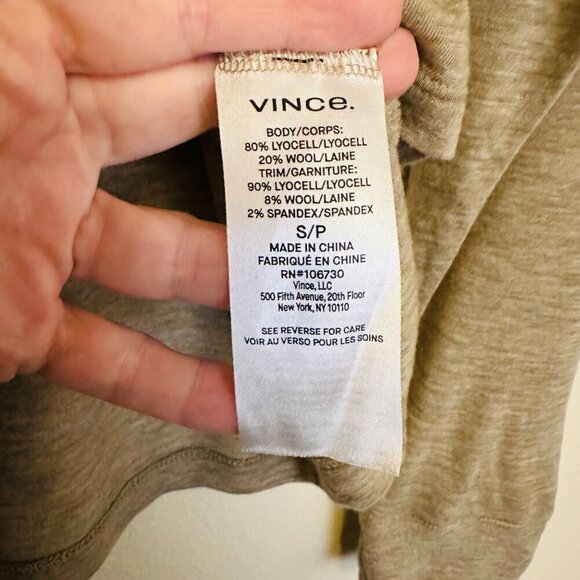 VINCE.
BODY/CORPS:
80% LYOCELL/LYOCELL
20% WOOL/LAINE
TRIM/GARNITURE:
90% LYOCELL/LYOCELL
8% WOOL/LAINE
2% SPANDEX/SPANDEX
S/P
MADE IN CHINA
FABRIQUÉ EN CHINE
RN#106730
Vince, LLC
500 Fifth Avenue, 20th Floor
New York, NY 10110
SEE REVERSE FOR CARE
VOIR AU VERSO POUR LES SOINS